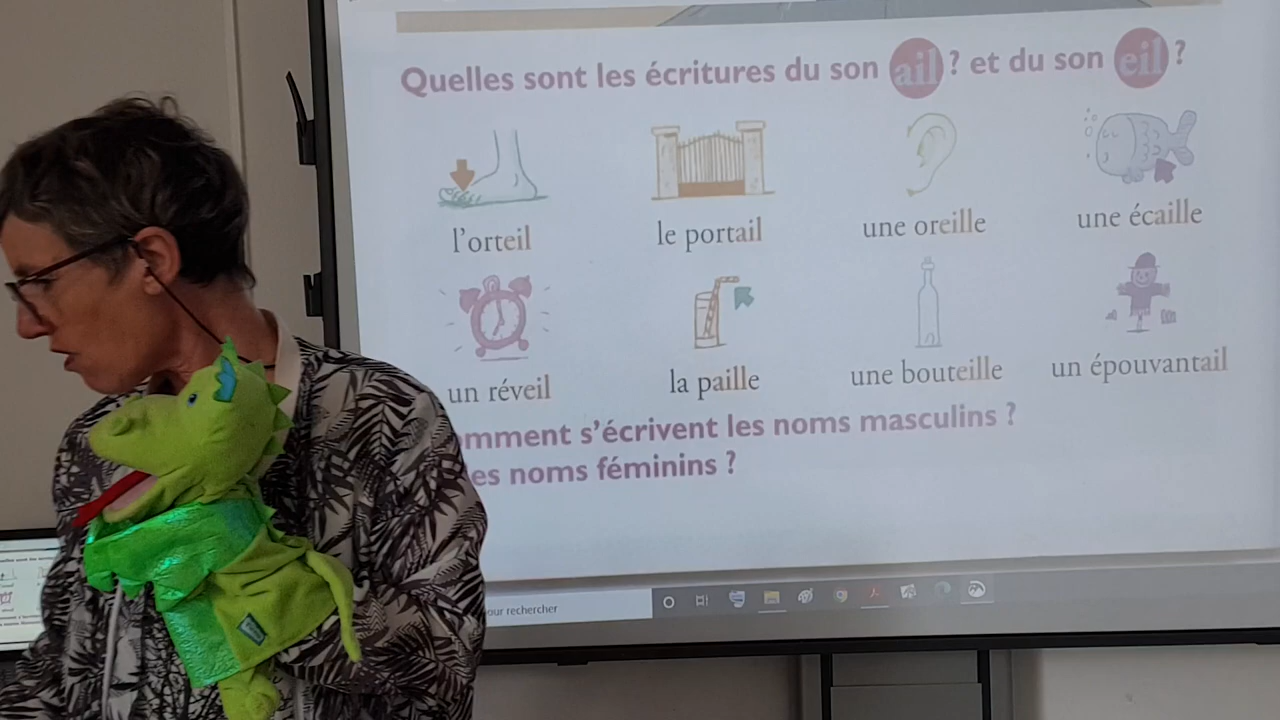 Quelles sont les écritures du son ail ? et du son eil ?
l'orteil le portail une oreille une écaille
un réveil la paille une bouteille un épouvantail
omment s'écrivent les noms masculins ?
es noms féminins ?
our rechercher